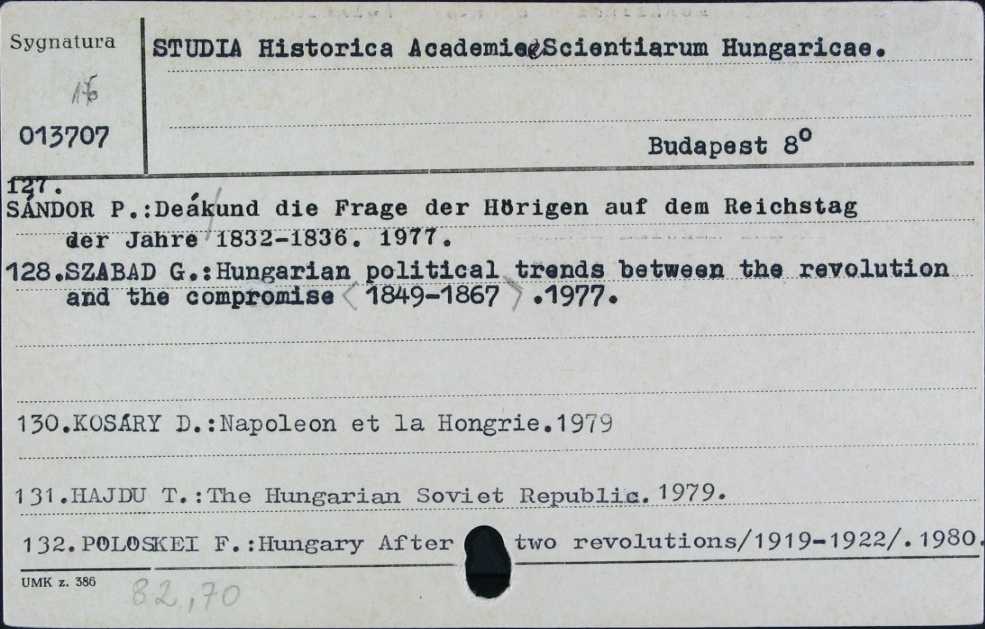 Sygnatura
STUDIA Historica Academiae Scientiarum Hungaricae.
013707
Budapest 8º
127.
SÁNDOR P.:Deák und die Frage der Hörigen auf dem Reichstag
der Jahre 1832-1836. 1977.
128.SZABAD G.:Hungarian political trends between the revolution
and the compromise < 1849-1867 > .1977.
130.KOSÁRY D.:Napoleon et la Hongrie.1979
131.HAJDU T.:The Hungarian Soviet Republic. 1979.
132.POLOSKEI F.:Hungary After two revolutions/1919-1922/.1980.
UMK z. 386
82,70